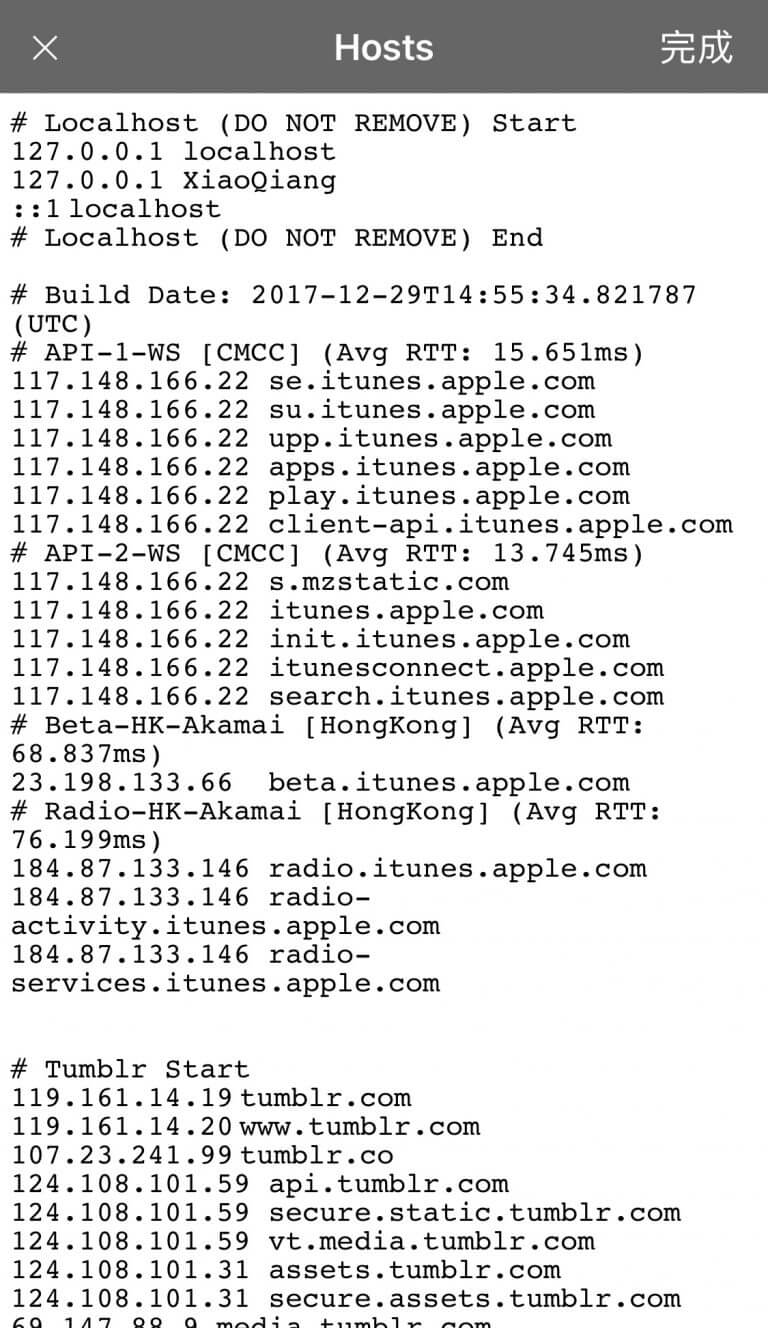 Hosts
完成
# Localhost (DO NOT REMOVE) Start
127.0.0.1 localhost
127.0.0.1 XiaoQiang
::1 localhost
# Localhost (DO NOT REMOVE) End
# Build Date: 2017-12-29T14:55:34.821787
(UTC)
# API-1-WS [CMCC] (Avg RTT: 15.651ms)
117.148.166.22 se.itunes.apple.com
117.148.166.22 su.itunes.apple.com
117.148.166.22 upp.itunes.apple.com
117.148.166.22 apps.itunes.apple.com
117.148.166.22 play.itunes.apple.com
117.148.166.22 client-api.itunes.apple.com
# API-2-WS [CMCC] (Avg RTT: 13.745ms)
117.148.166.22 s.mzstatic.com
117.148.166.22 itunes.apple.com
117.148.166.22 init.itunes.apple.com
117.148.166.22 itunesconnect.apple.com
117.148.166.22 search.itunes.apple.com
# Beta-HK-Akamai [HongKong] (Avg RTT:
68.837ms)
23.198.133.66  beta.itunes.apple.com
# Radio-HK-Akamai [HongKong] (Avg RTT:
76.199ms)
184.87.133.146 radio.itunes.apple.com
184.87.133.146 radio-
activity.itunes.apple.com
184.87.133.146 radio-
services.itunes.apple.com
# Tumblr Start
119.161.14.19 tumblr.com
119.161.14.20 www.tumblr.com
107.23.241.99 tumblr.co
124.108.101.59 api.tumblr.com
124.108.101.59 secure.static.tumblr.com
124.108.101.59 vt.media.tumblr.com
124.108.101.31 assets.tumblr.com
124.108.101.31 secure.assets.tumblr.com
69.147.88.9 media.tumblr.com